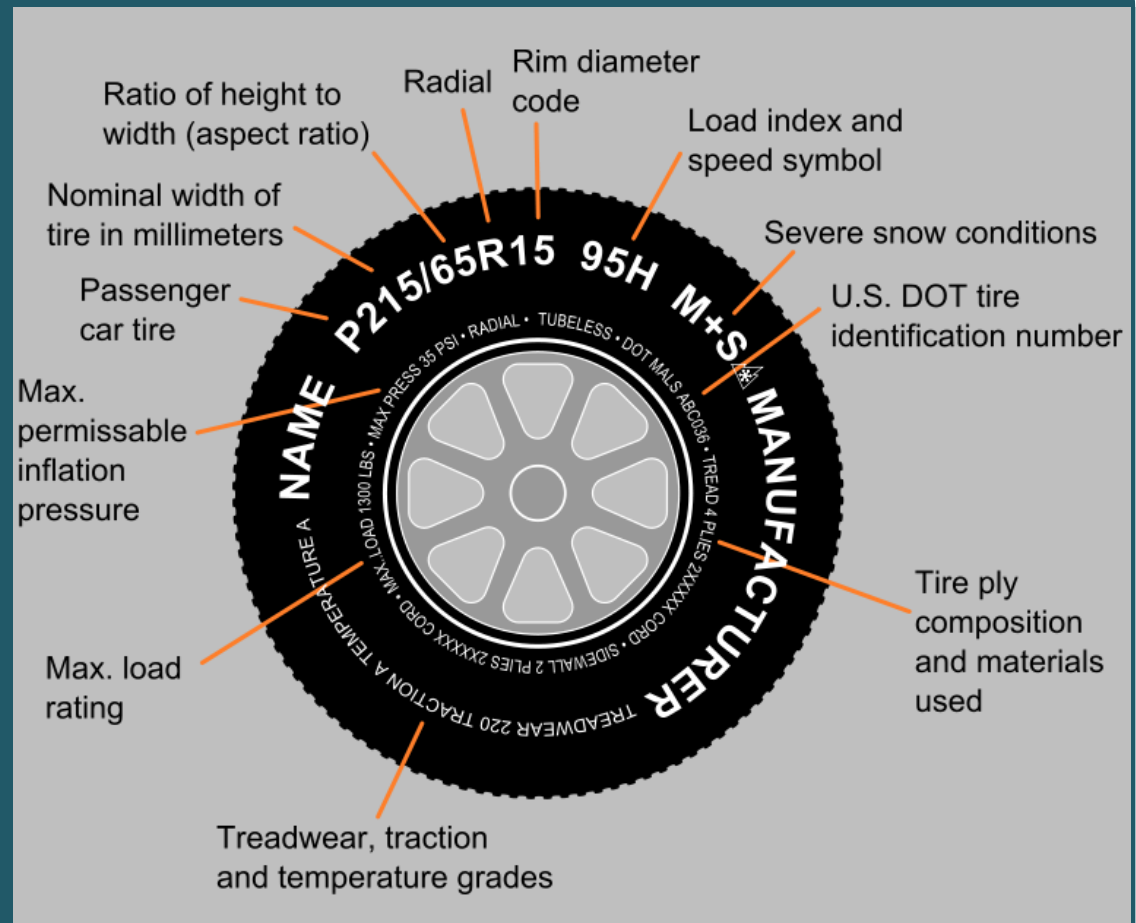 Ratio of height to
width (aspect ratio)
Radial
Rim diameter
code
Load index and
speed symbol
Nominal width of
tire in millimeters
Severe snow conditions
Passenger
car tire
U.S. DOT tire
identification number
Max.
permissable
inflation
pressure
Tire ply
composition
and materials
used
Max. load
rating
Treadwear, traction
and temperature grades
NAME P215/65R15 95H M+S MANUFACTURER
TREADWEAR 220 TRACTION A TEMPERATURE A
MAX.LOAD 1300 LBS • MAX PRESS 35 PSI • RADIAL • TUBELESS • DOT MALS ABC036 • TREAD 4 PLIES 2XXXXX CORD • SIDEWALL 2 PLIES 2XXXXX CORD •